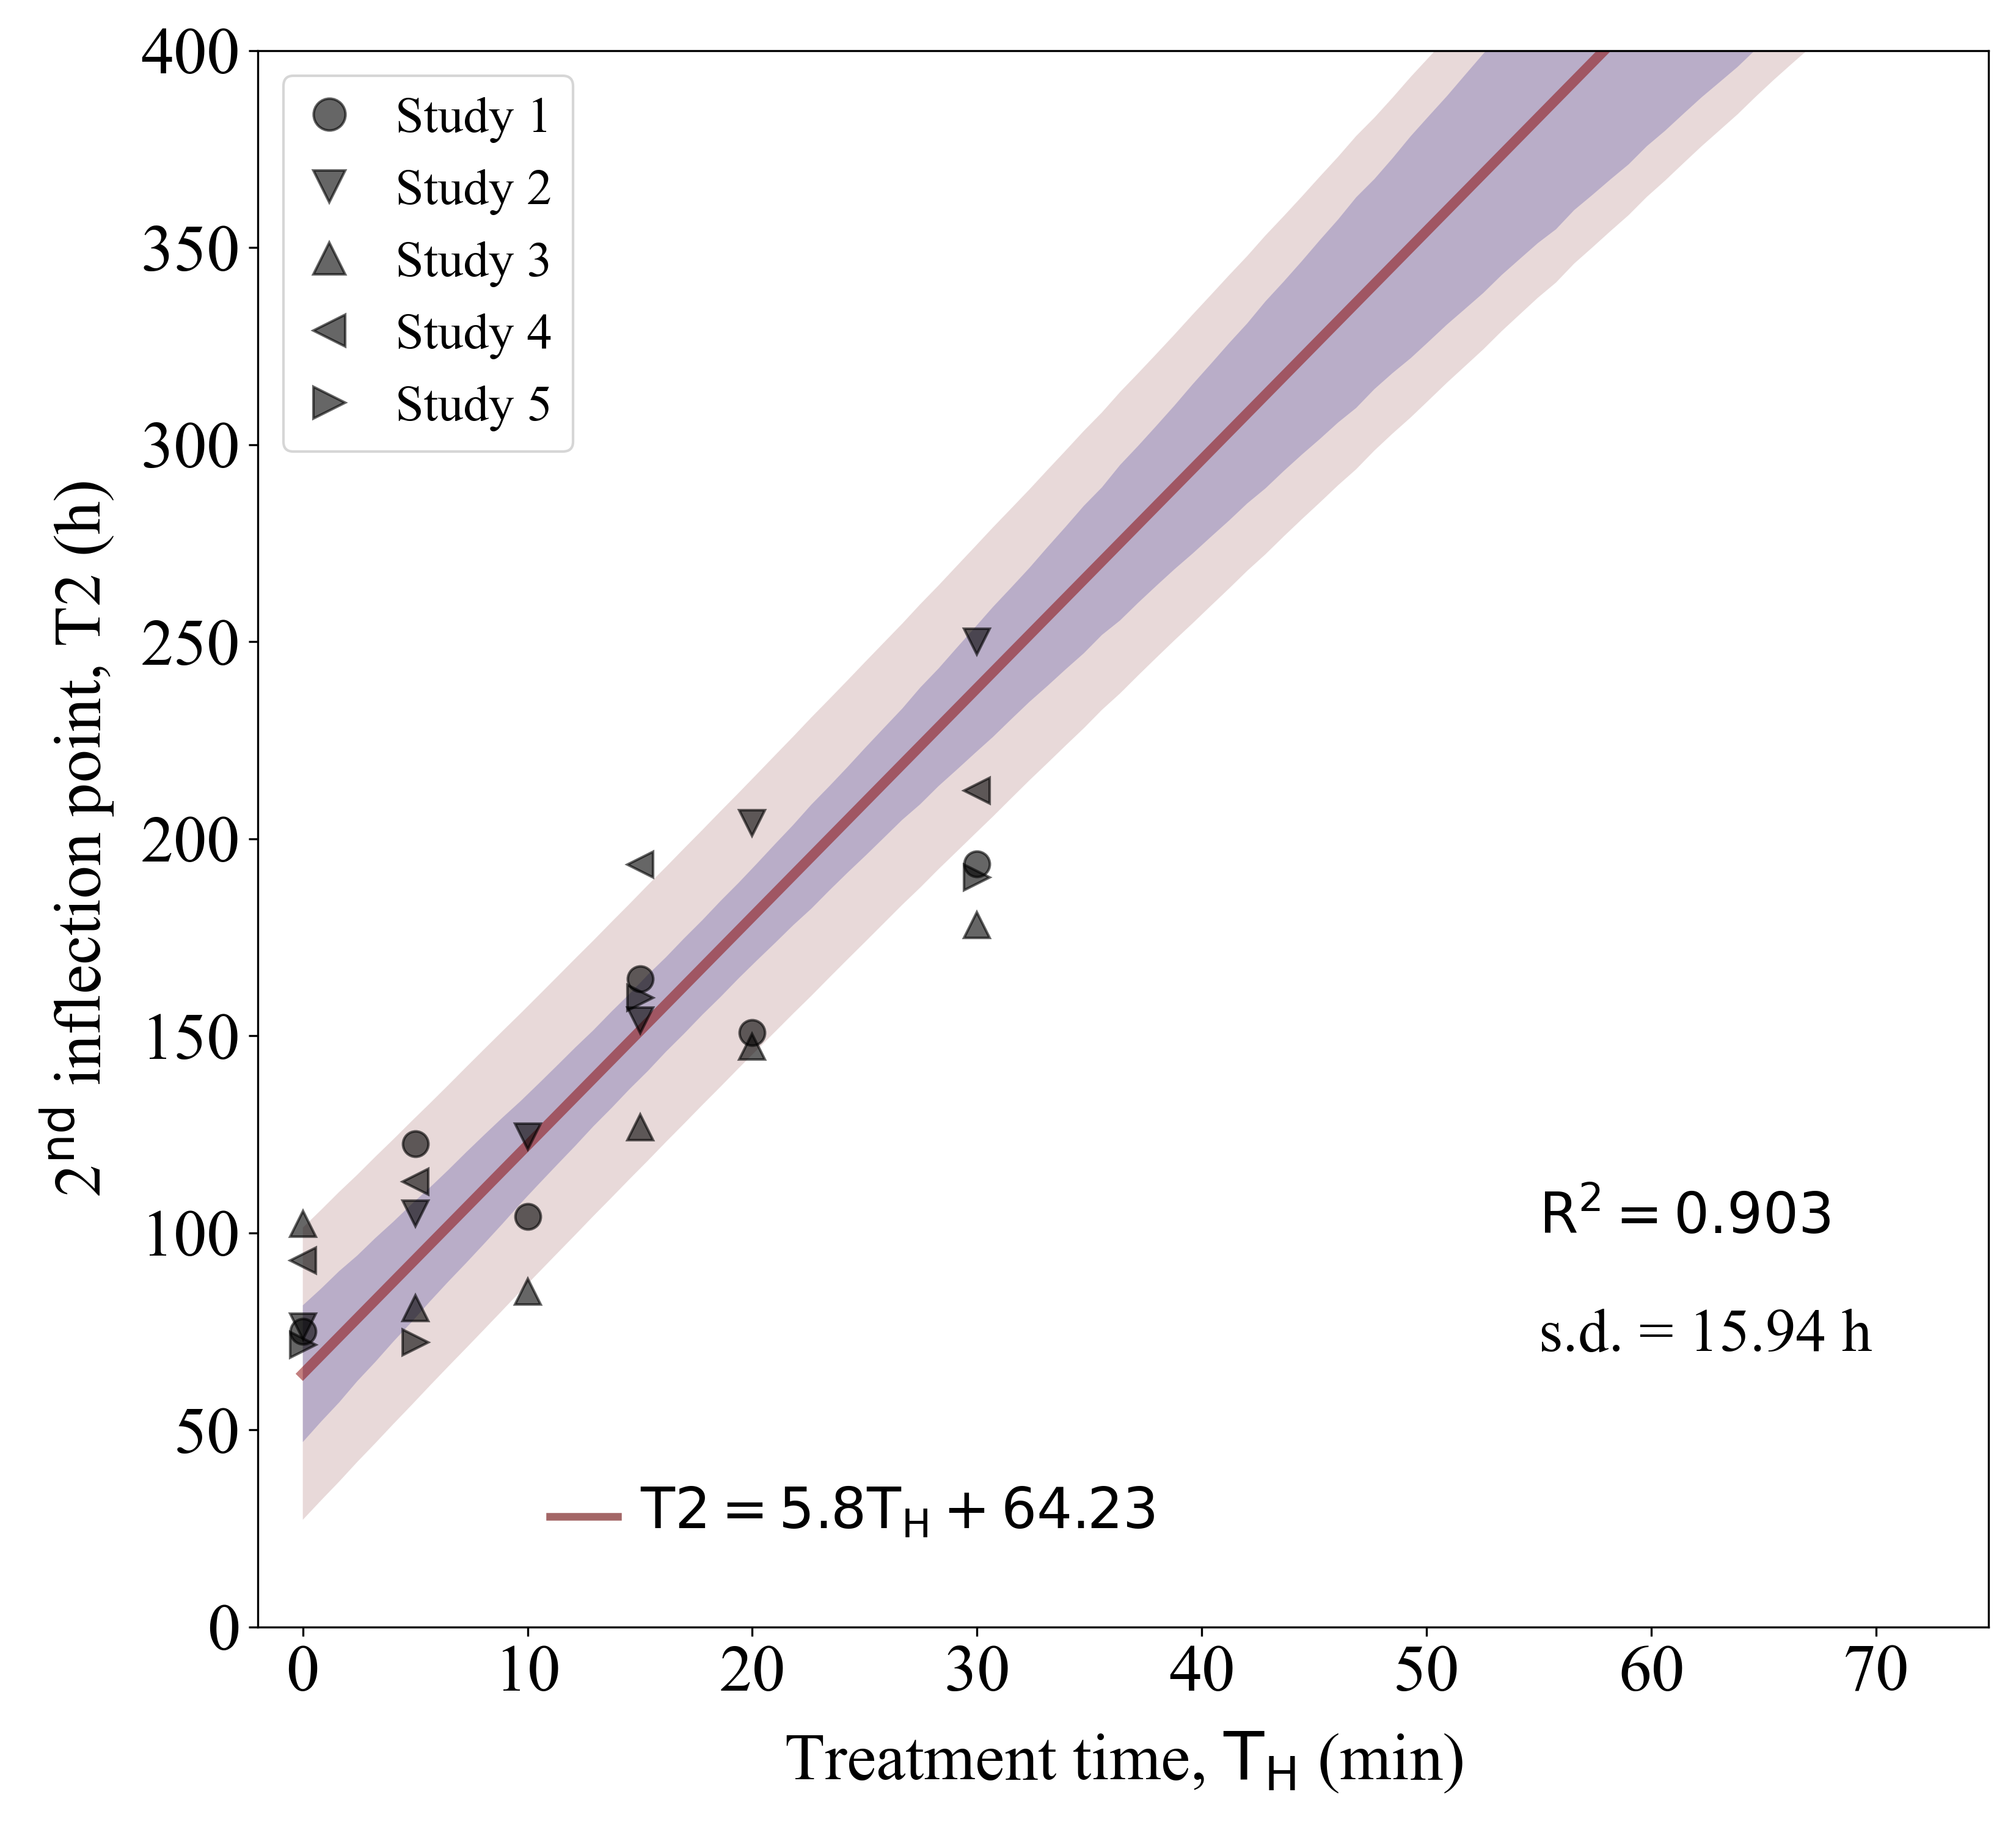 400
350
300
250
200
150
100
50
0
2ⁿᵈ inflection point, T2 (h)
Study 1
Study 2
Study 3
Study 4
Study 5
R² = 0.903
s.d. = 15.94 h
T2 = 5.8T_H + 64.23
0 10 20 30 40 50 60 70
Treatment time, T_H (min)